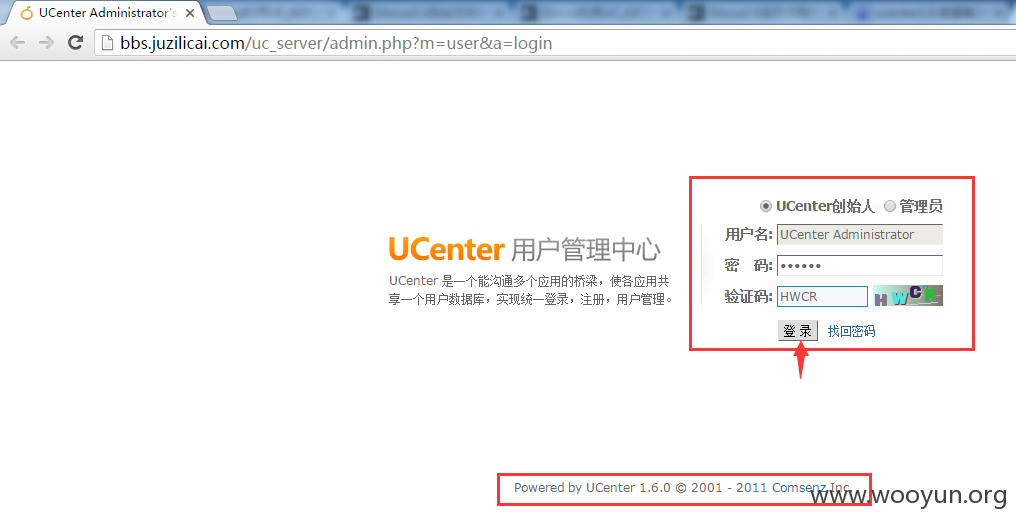 UCenter Administrator's
bbs.juzilicai.com/uc_server/admin.php?m=user&a=login
UCenter创始人 管理员
用户名: UCenter Administrator
密 码: ••••••
验证码: HWCR HWCR
登 录 找回密码
UCenter 用户管理中心
UCenter 是一个能沟通多个应用的桥梁，使各应用共
享一个用户数据库，实现统一登录，注册，用户管理。
Powered by UCenter 1.6.0 © 2001 - 2011 Comsenz Inc.
www.wooyun.org